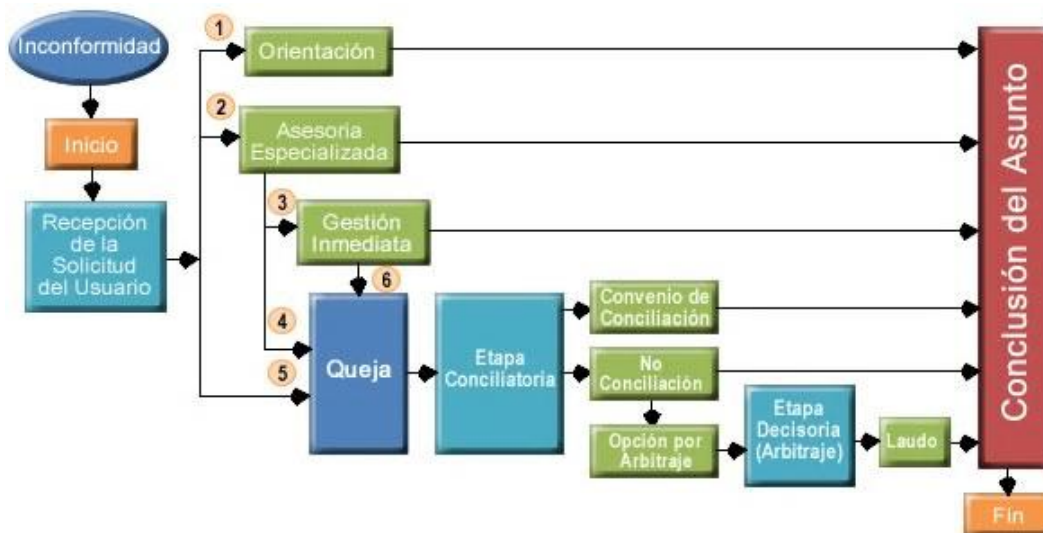 Inconformidad
Inicio
Recepción
de la
Solicitud
del Usuario
1
Orientación
2
Asesoria
Especializada
3
Gestión
Inmediata
6
4
5
Queja
Etapa
Conciliatoria
Convenio de
Conciliación
No
Conciliación
Opción por
Arbitraje
Etapa
Decisoria
(Arbitraje)
Laudo
Conclusión del Asunto
Fin